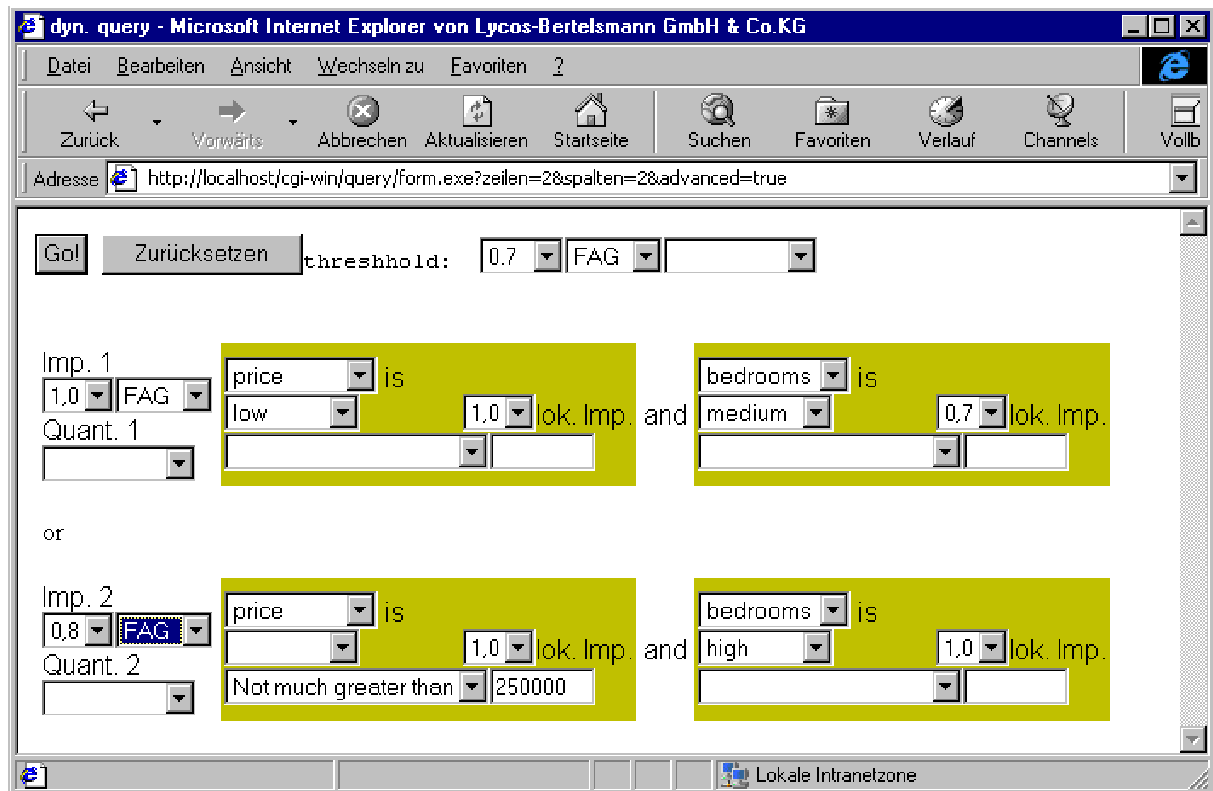 dyn. query - Microsoft Internet Explorer von Lycos-Bertelsmann GmbH & Co.KG
Datei Bearbeiten Ansicht Wechseln zu Favoriten ?
Zurück Vorwärts Abbrechen Aktualisieren Startseite Suchen Favoriten Verlauf Channels Vollb
Adresse http://localhost/cgi-win/query/form.exe?zeilen=2&spalten=2&advanced=true
Go! Zurücksetzen threshhold: 0.7 FAG
Imp. 1
price is bedrooms is
1,0 FAG
low 1,0 lok. Imp. and medium 0,7 lok. Imp.
Quant. 1
or
Imp. 2
price is bedrooms is
0,8 FAG
1,0 lok. Imp. and high 1,0 lok. Imp.
Quant. 2
Not much greater than 250000
Lokale Intranetzone